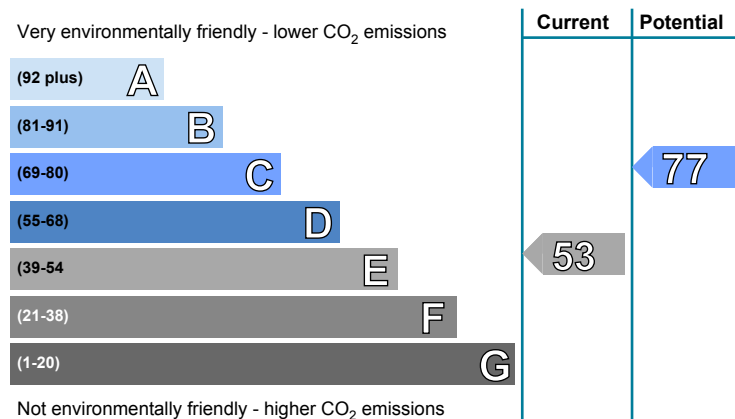 Very environmentally friendly - lower CO₂ emissions
Current
Potential
(92 plus) A
(81-91) B
(69-80) C
77
(55-68) D
(39-54 E
53
(21-38) F
(1-20) G
Not environmentally friendly - higher CO₂ emissions